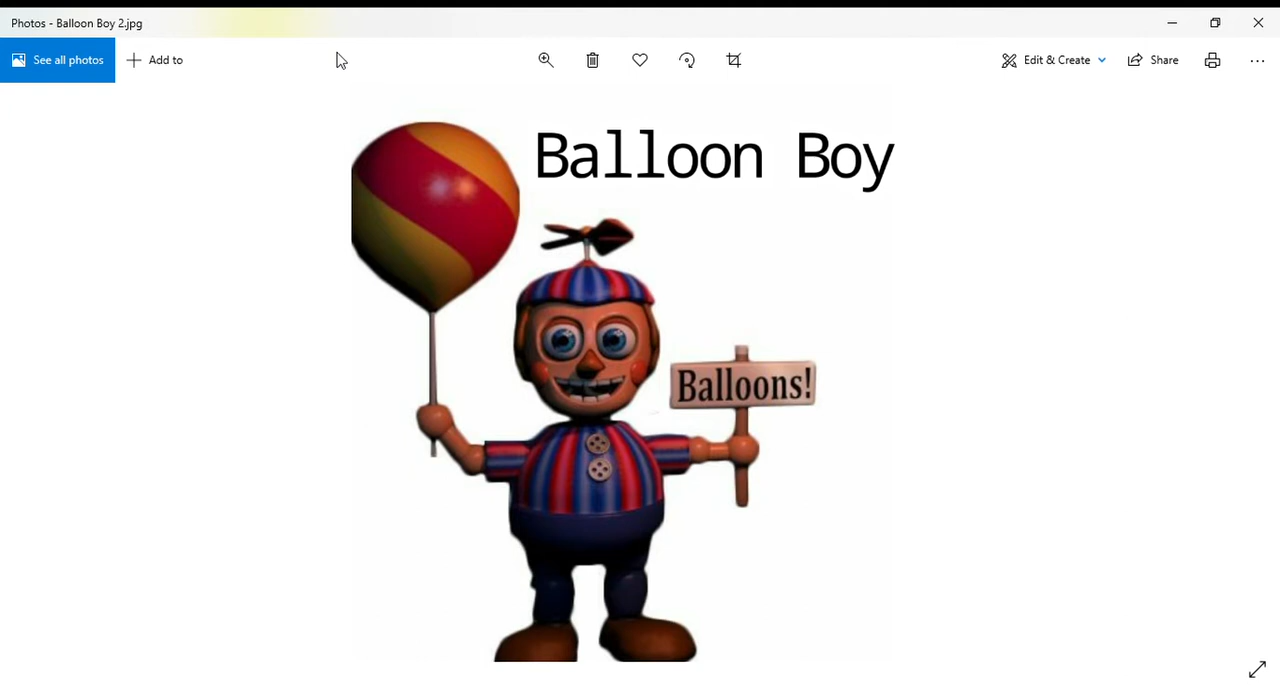 Photos - Balloon Boy 2.jpg
See all photos
Add to
Edit & Create
Share
Balloon Boy
Balloons!